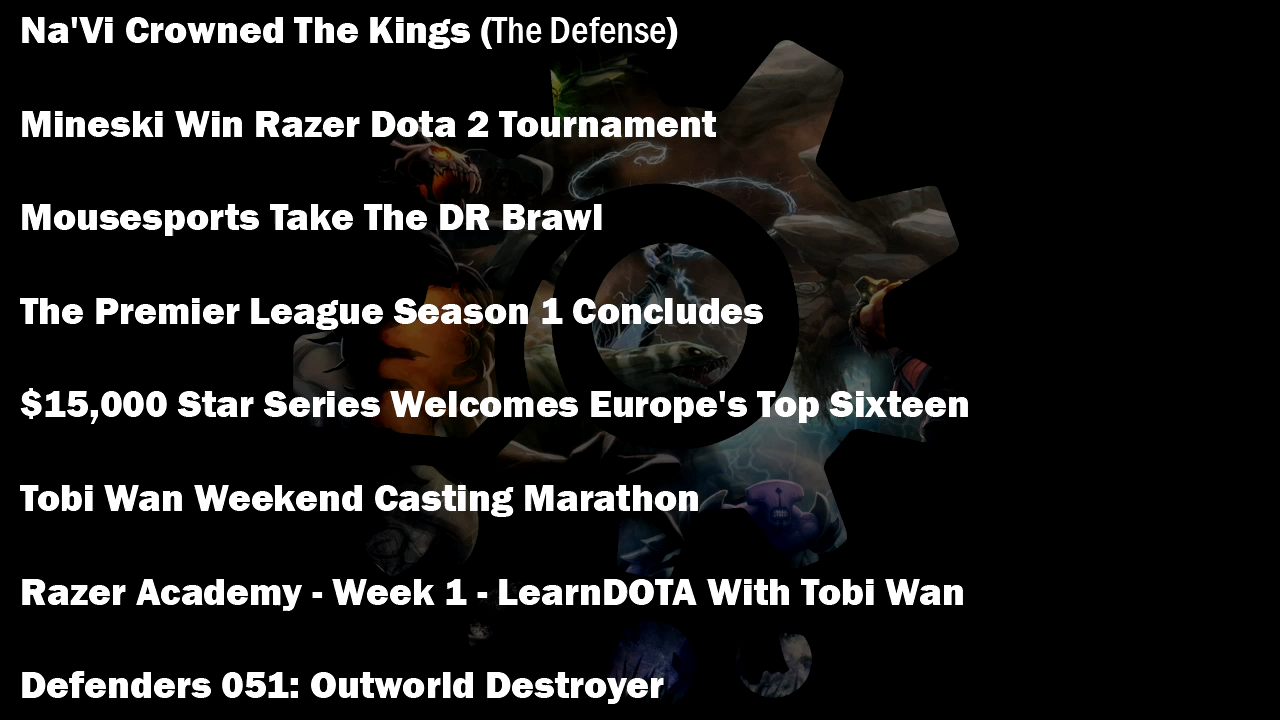 Na'Vi Crowned The Kings (The Defense)
Mineski Win Razer Dota 2 Tournament
Mousesports Take The DR Brawl
The Premier League Season 1 Concludes
$15,000 Star Series Welcomes Europe's Top Sixteen
Tobi Wan Weekend Casting Marathon
Razer Academy - Week 1 - LearnDOTA With Tobi Wan
Defenders 051: Outworld Destroyer